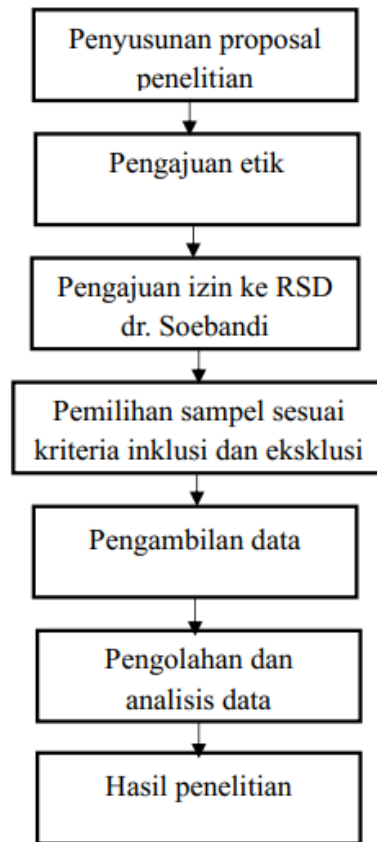 Penyusunan proposal
penelitian
Pengajuan etik
Pengajuan izin ke RSD
dr. Soebandi
Pemilihan sampel sesuai
kriteria inklusi dan eksklusi
Pengambilan data
Pengolahan dan
analisis data
Hasil penelitian